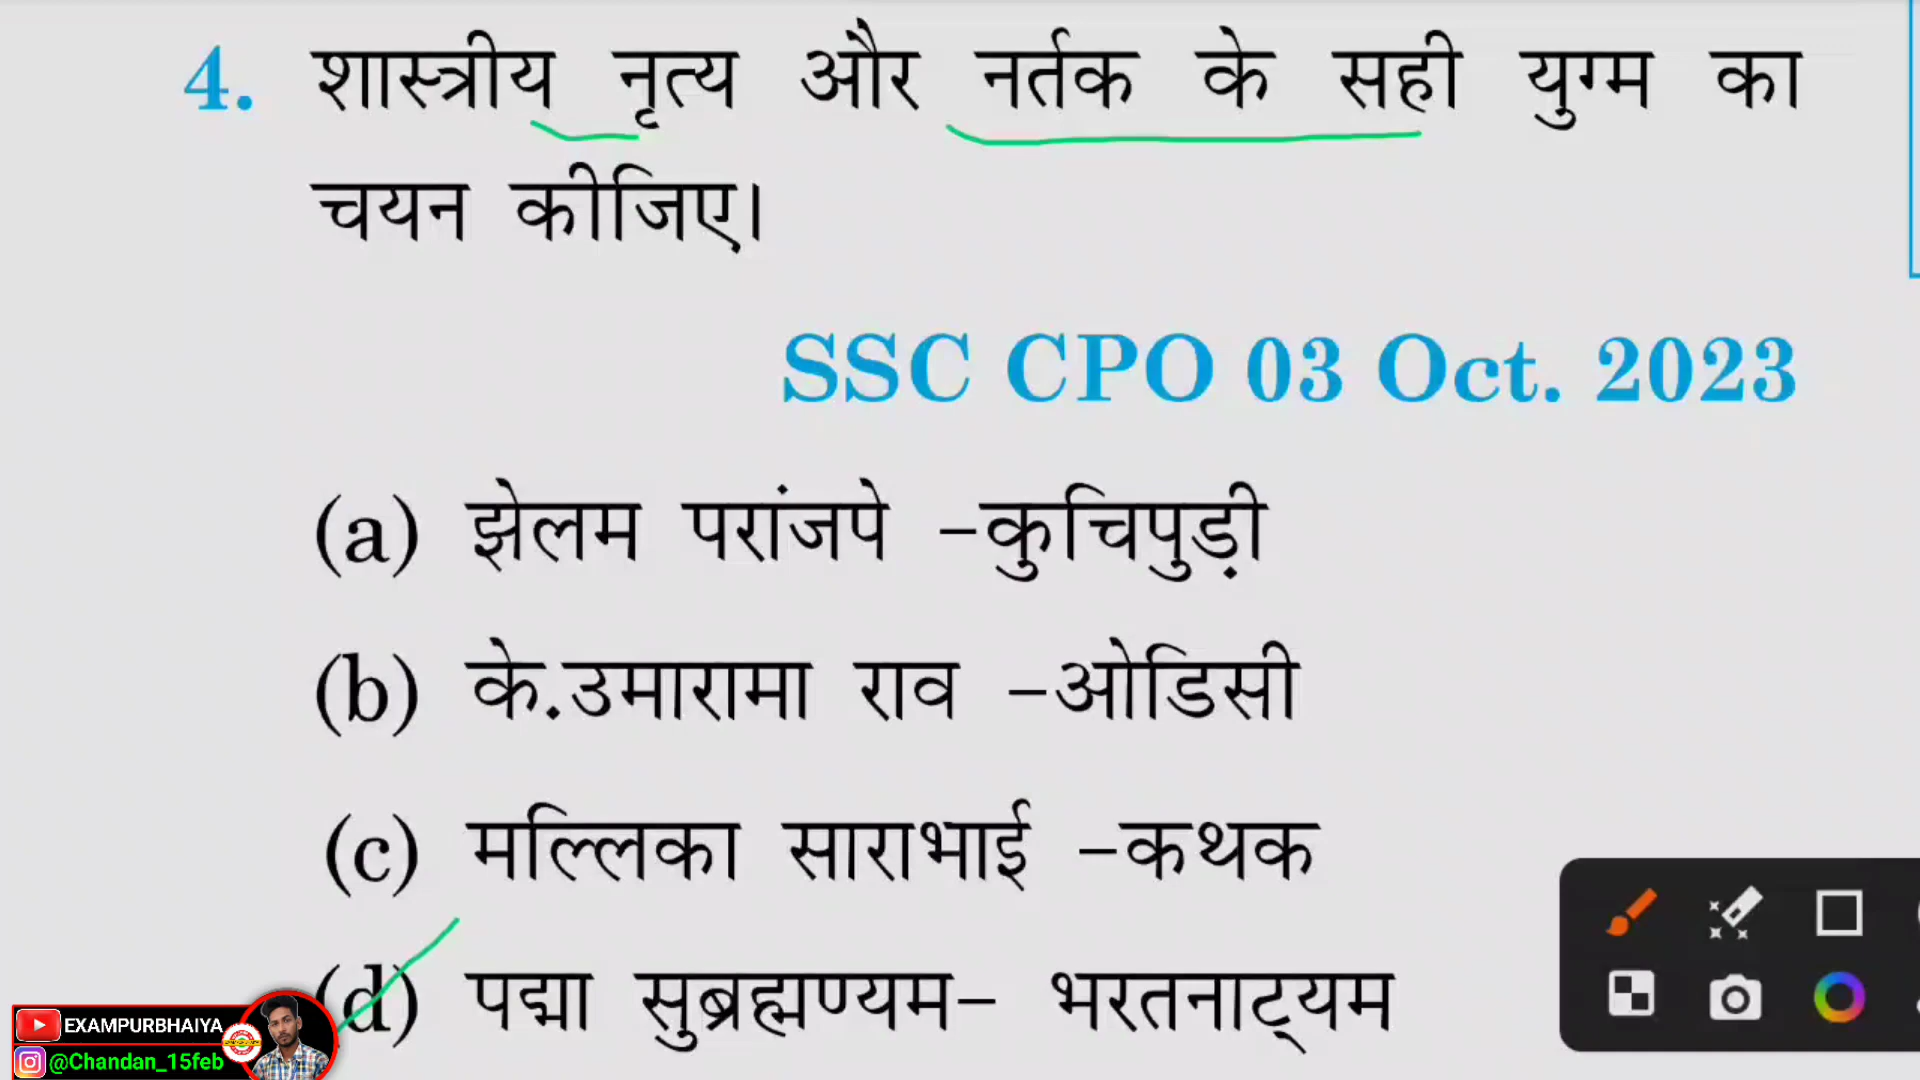 4. शास्त्रीय नृत्य और नर्तक के सही युग्म का
चयन कीजिए।
SSC CPO 03 Oct. 2023
(a) झेलम परांजपे –कुचिपुड़ी
(b) के.उमारामा राव –ओडिसी
(c) मल्लिका साराभाई –कथक
(d) पद्मा सुब्रह्मण्यम– भरतनाट्यम
EXAMPURBHAIYA
@Chandan_15feb